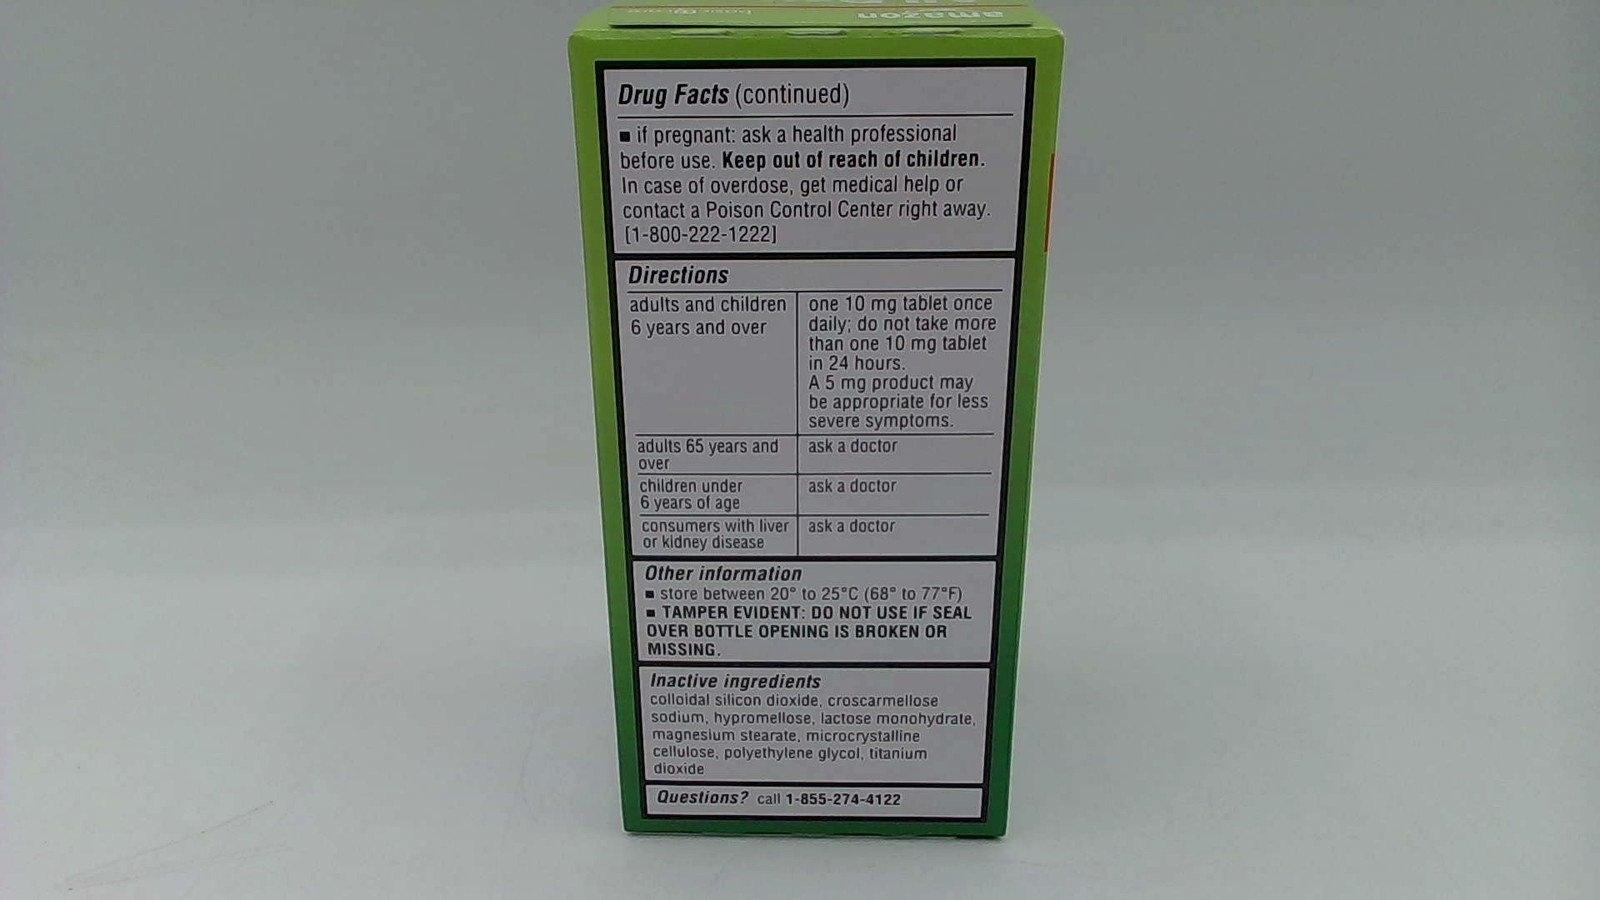 amazon
basic care
Drug Facts (continued)
▪ if pregnant: ask a health professional
before use. Keep out of reach of children.
In case of overdose, get medical help or
contact a Poison Control Center right away.
[1-800-222-1222]
Directions
adults and children
6 years and over
one 10 mg tablet once
daily; do not take more
than one 10 mg tablet
in 24 hours.
A 5 mg product may
be appropriate for less
severe symptoms.
adults 65 years and
over
ask a doctor
children under
6 years of age
ask a doctor
consumers with liver
or kidney disease
ask a doctor
Other information
▪ store between 20° to 25°C (68° to 77°F)
▪ TAMPER EVIDENT: DO NOT USE IF SEAL
OVER BOTTLE OPENING IS BROKEN OR
MISSING.
Inactive ingredients
colloidal silicon dioxide, croscarmellose
sodium, hypromellose, lactose monohydrate,
magnesium stearate, microcrystalline
cellulose, polyethylene glycol, titanium
dioxide
Questions? call 1-855-274-4122